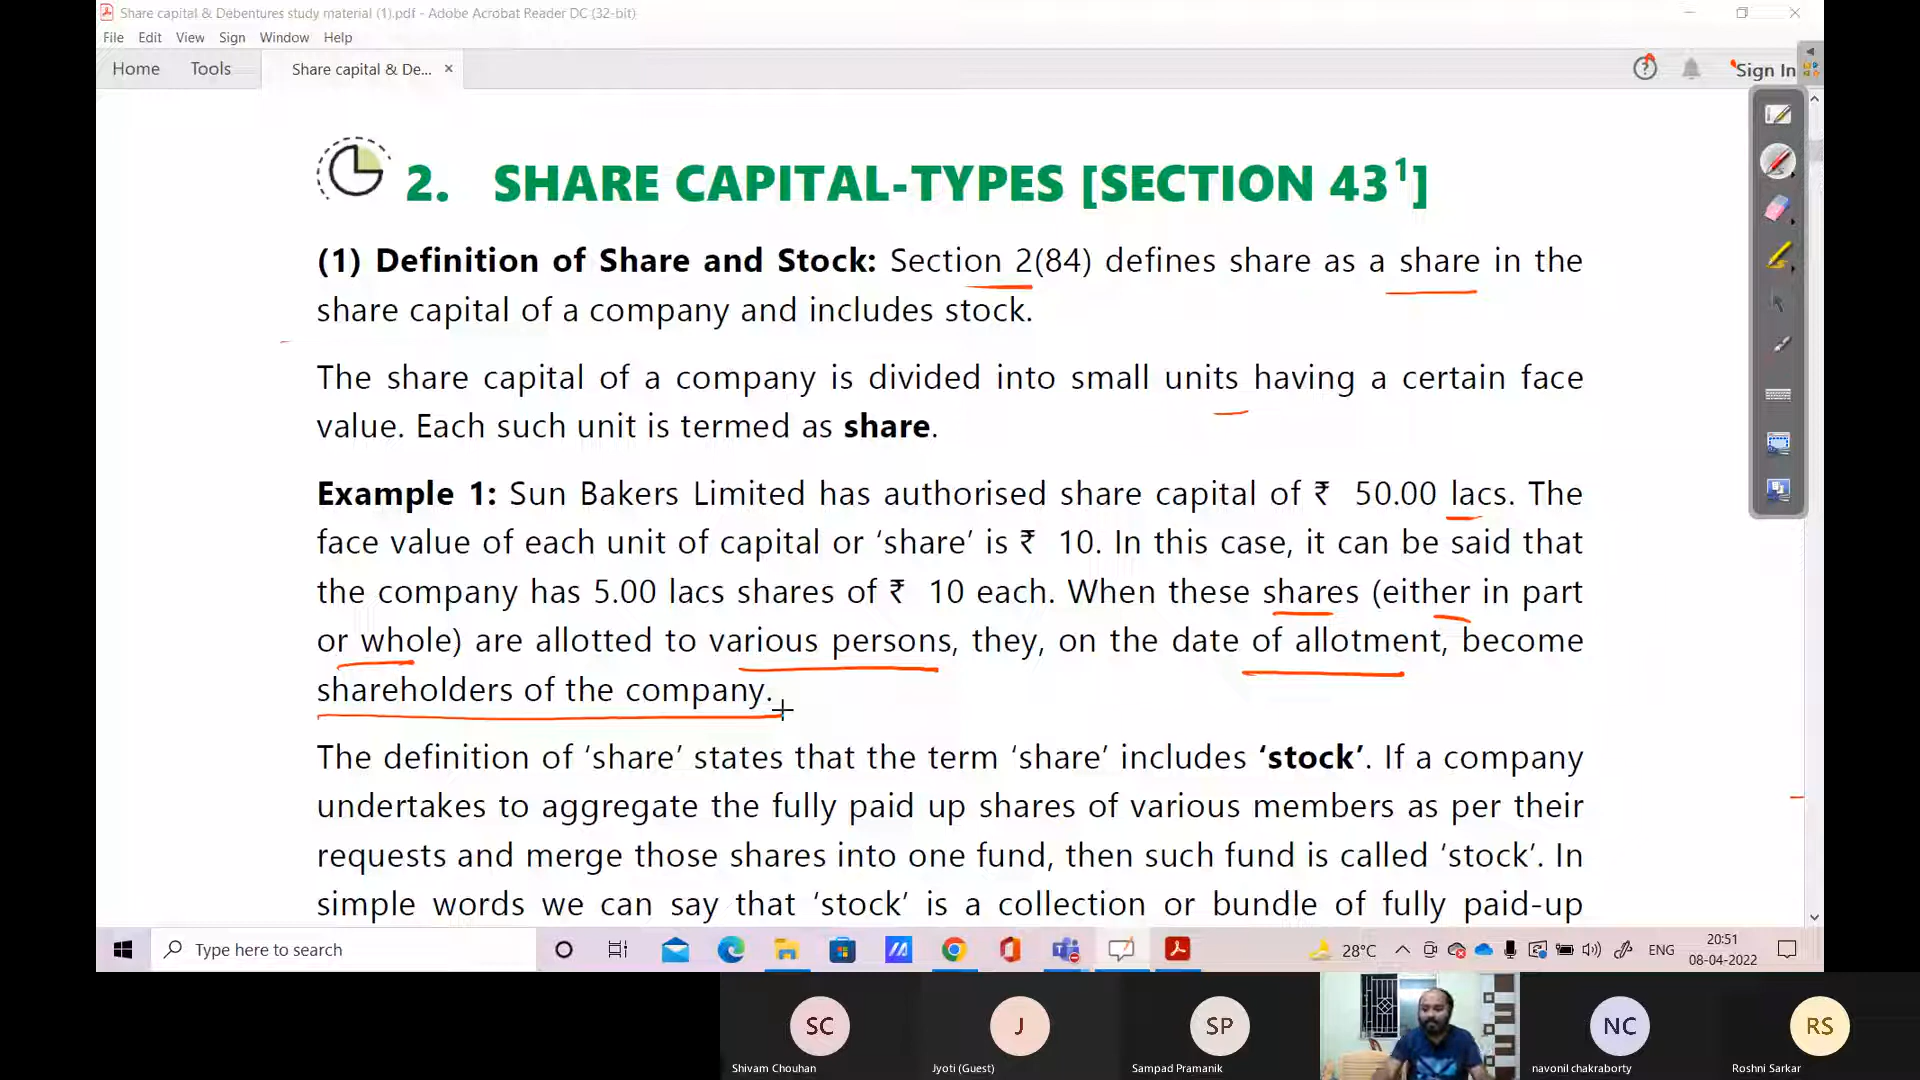 Share capital & Debentures study material (1).pdf - Adobe Acrobat Reader DC (32-bit)
File Edit View Sign Window Help
Home Tools Share capital & De... × Sign In
2. SHARE CAPITAL-TYPES [SECTION 43¹]
(1) Definition of Share and Stock: Section 2(84) defines share as a share in the
share capital of a company and includes stock.
The share capital of a company is divided into small units having a certain face
value. Each such unit is termed as share.
Example 1: Sun Bakers Limited has authorised share capital of ₹ 50.00 lacs. The
face value of each unit of capital or ‘share’ is ₹ 10. In this case, it can be said that
the company has 5.00 lacs shares of ₹ 10 each. When these shares (either in part
or whole) are allotted to various persons, they, on the date of allotment, become
shareholders of the company.
The definition of ‘share’ states that the term ‘share’ includes ‘stock’. If a company
undertakes to aggregate the fully paid up shares of various members as per their
requests and merge those shares into one fund, then such fund is called ‘stock’. In
simple words we can say that ‘stock’ is a collection or bundle of fully paid-up
Type here to search
28°C ENG
20:51
08-04-2022
SC J SP NC RS
Shivam Chouhan Jyoti (Guest) Sampad Pramanik navonil chakraborty Roshni Sarkar